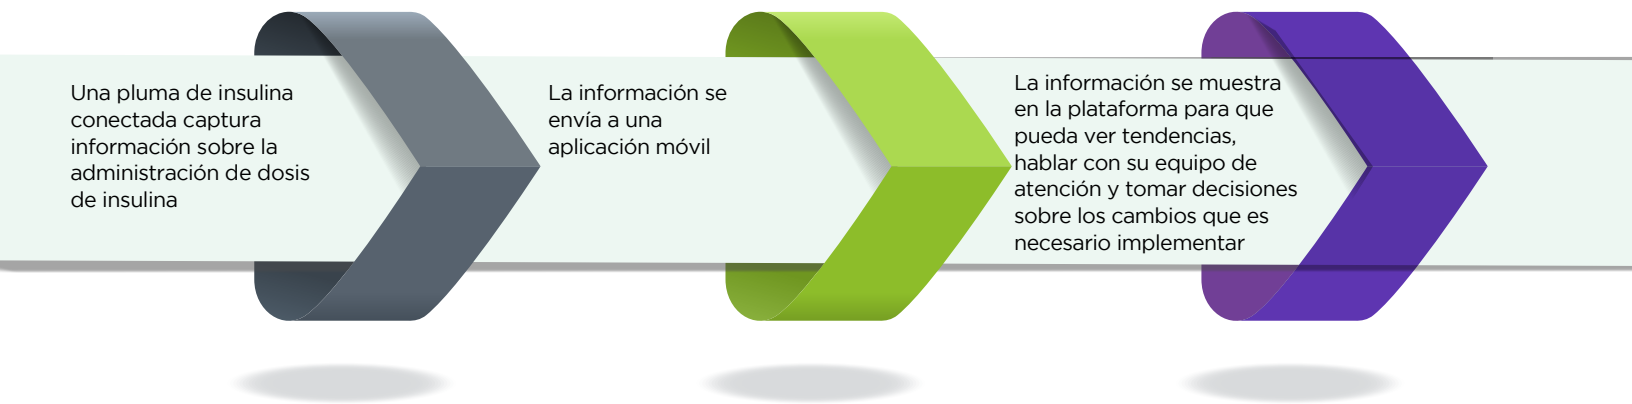 Una pluma de insulina
conectada captura
información sobre la
administración de dosis
de insulina
La información se
envía a una
aplicación móvil
La información se muestra
en la plataforma para que
pueda ver tendencias,
hablar con su equipo de
atención y tomar decisiones
sobre los cambios que es
necesario implementar